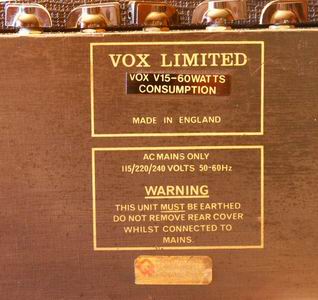 VOX LIMITED
VOX V15-60WATTS
CONSUMPTION
MADE IN ENGLAND
AC MAINS ONLY
115/220/240 VOLTS 50-60Hz
WARNING
THIS UNIT MUST BE EARTHED
DO NOT REMOVE REAR COVER
WHILST CONNECTED TO
MAINS.